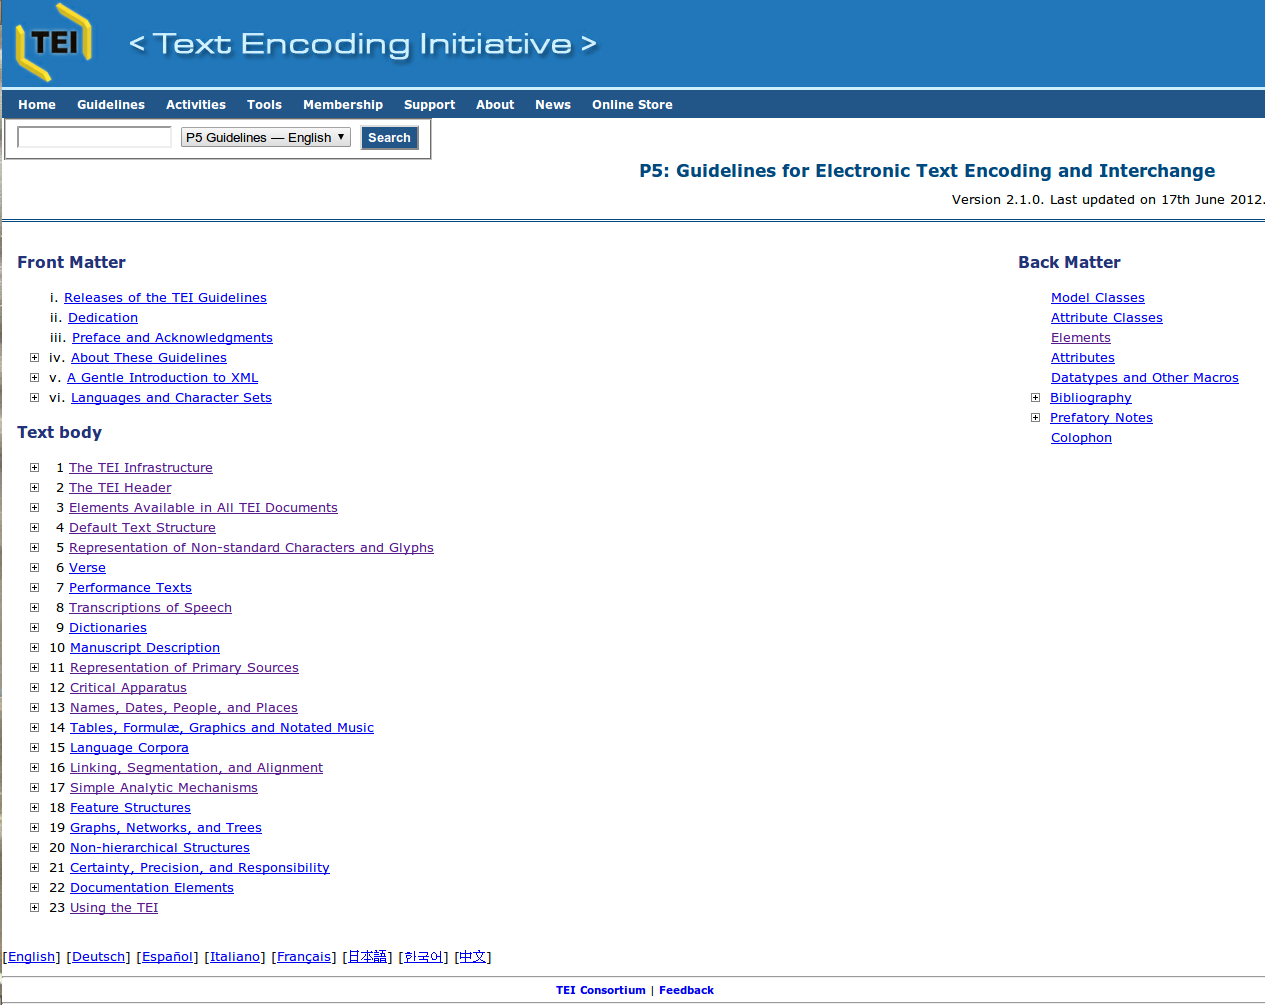 TEI
< Text Encoding Initiative >
Home Guidelines Activities Tools Membership Support About News Online Store
P5 Guidelines — English Search
P5: Guidelines for Electronic Text Encoding and Interchange
Version 2.1.0. Last updated on 17th June 2012.
Front Matter
i. Releases of the TEI Guidelines
ii. Dedication
iii. Preface and Acknowledgments
iv. About These Guidelines
v. A Gentle Introduction to XML
vi. Languages and Character Sets
Text body
1 The TEI Infrastructure
2 The TEI Header
3 Elements Available in All TEI Documents
4 Default Text Structure
5 Representation of Non-standard Characters and Glyphs
6 Verse
7 Performance Texts
8 Transcriptions of Speech
9 Dictionaries
10 Manuscript Description
11 Representation of Primary Sources
12 Critical Apparatus
13 Names, Dates, People, and Places
14 Tables, Formulæ, Graphics and Notated Music
15 Language Corpora
16 Linking, Segmentation, and Alignment
17 Simple Analytic Mechanisms
18 Feature Structures
19 Graphs, Networks, and Trees
20 Non-hierarchical Structures
21 Certainty, Precision, and Responsibility
22 Documentation Elements
23 Using the TEI
Back Matter
Model Classes
Attribute Classes
Elements
Attributes
Datatypes and Other Macros
Bibliography
Prefatory Notes
Colophon
[English] [Deutsch] [Español] [Italiano] [Français] [日本語] [한국어] [中文]
TEI Consortium | Feedback